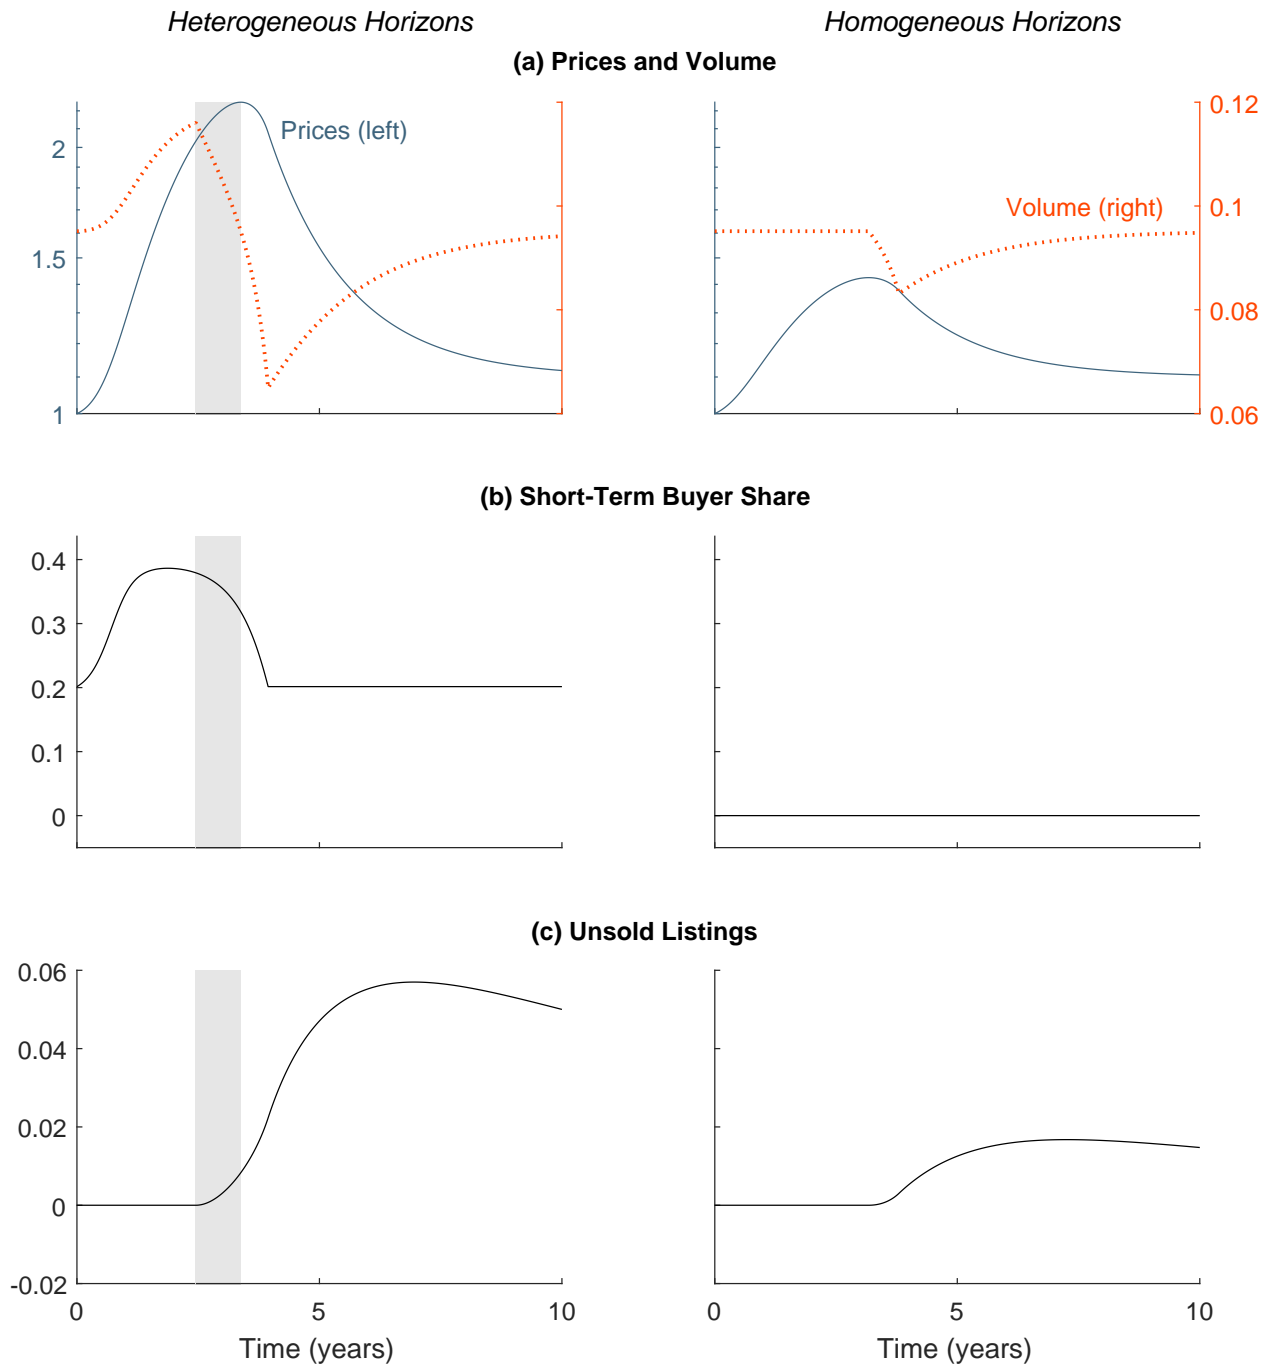 Heterogeneous Horizons
Homogeneous Horizons
(a) Prices and Volume
Prices (left)
2
1.5
1
Volume (right)
0.12
0.1
0.08
0.06
(b) Short-Term Buyer Share
0.4
0.3
0.2
0.1
0
(c) Unsold Listings
0.06
0.04
0.02
0
-0.02
0
5
10
0
5
10
Time (years)
Time (years)